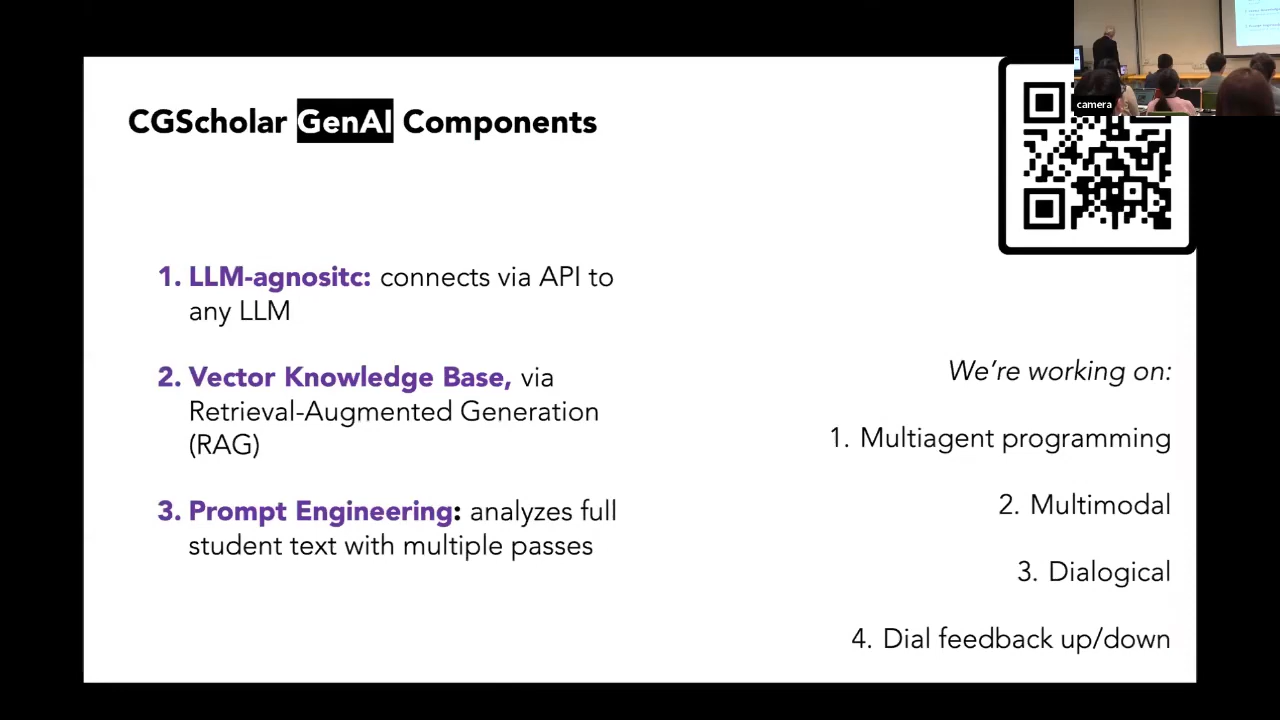 CGScholar GenAI Components
camera
1. LLM-agnositc: connects via API to
any LLM
2. Vector Knowledge Base, via
Retrieval-Augmented Generation
(RAG)
3. Prompt Engineering: analyzes full
student text with multiple passes
We're working on:
1. Multiagent programming
2. Multimodal
3. Dialogical
4. Dial feedback up/down